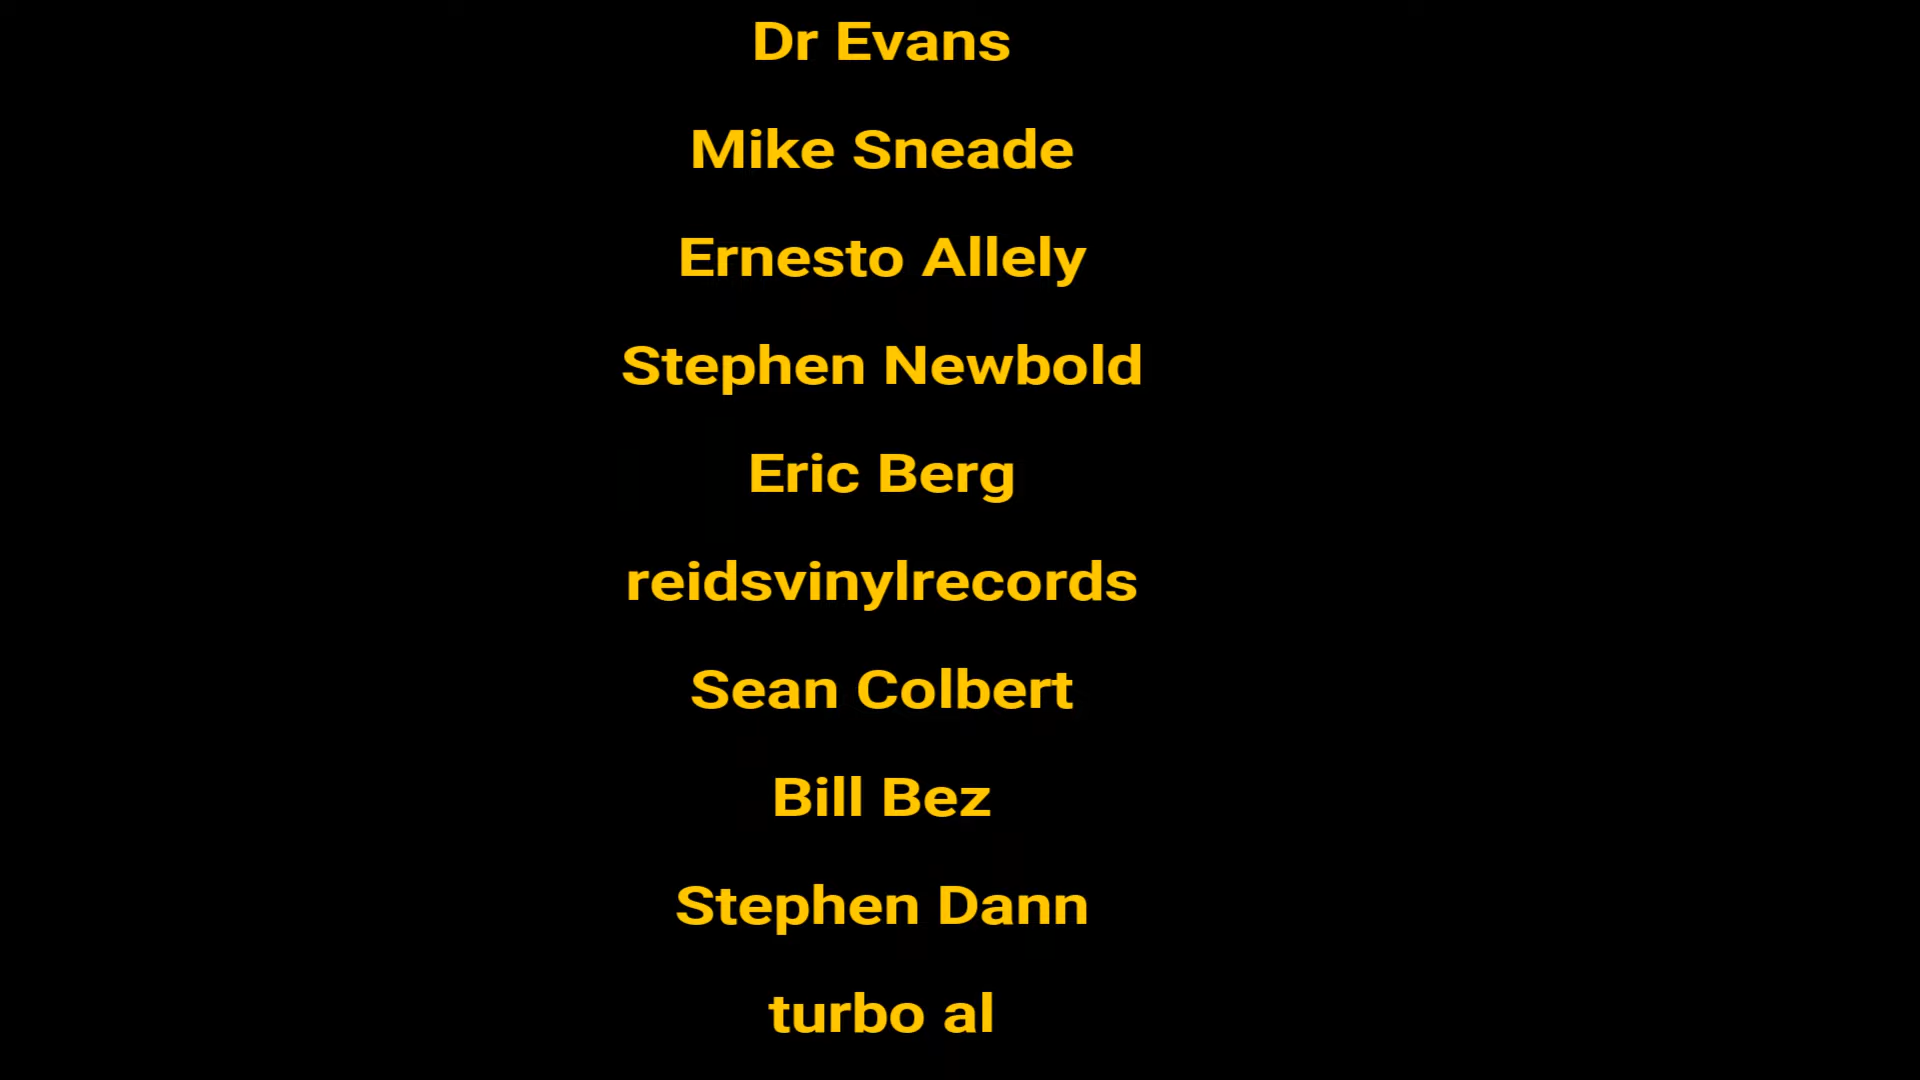 Dr Evans
Mike Sneade
Ernesto Allely
Stephen Newbold
Eric Berg
reidsvinylrecords
Sean Colbert
Bill Bez
Stephen Dann
turbo al